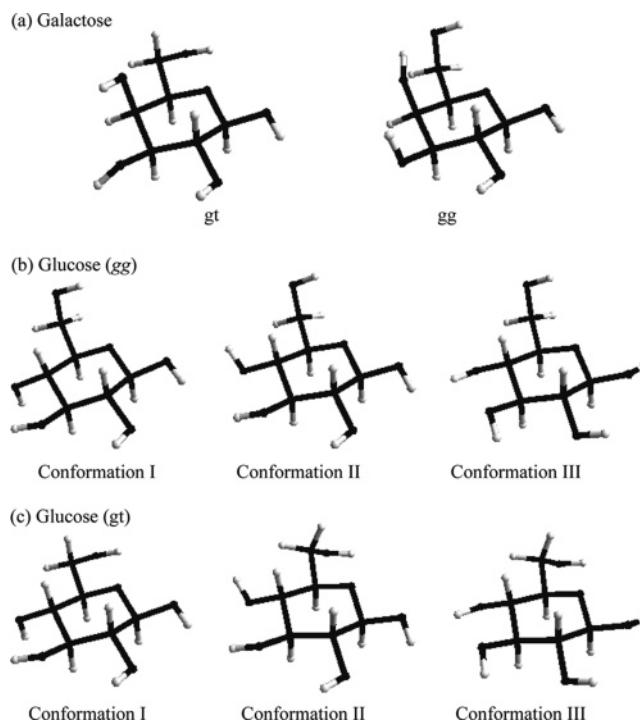 (a) Galactose
gt gg
(b) Glucose (gg)
Conformation I Conformation II Conformation III
(c) Glucose (gt)
Conformation I Conformation II Conformation III